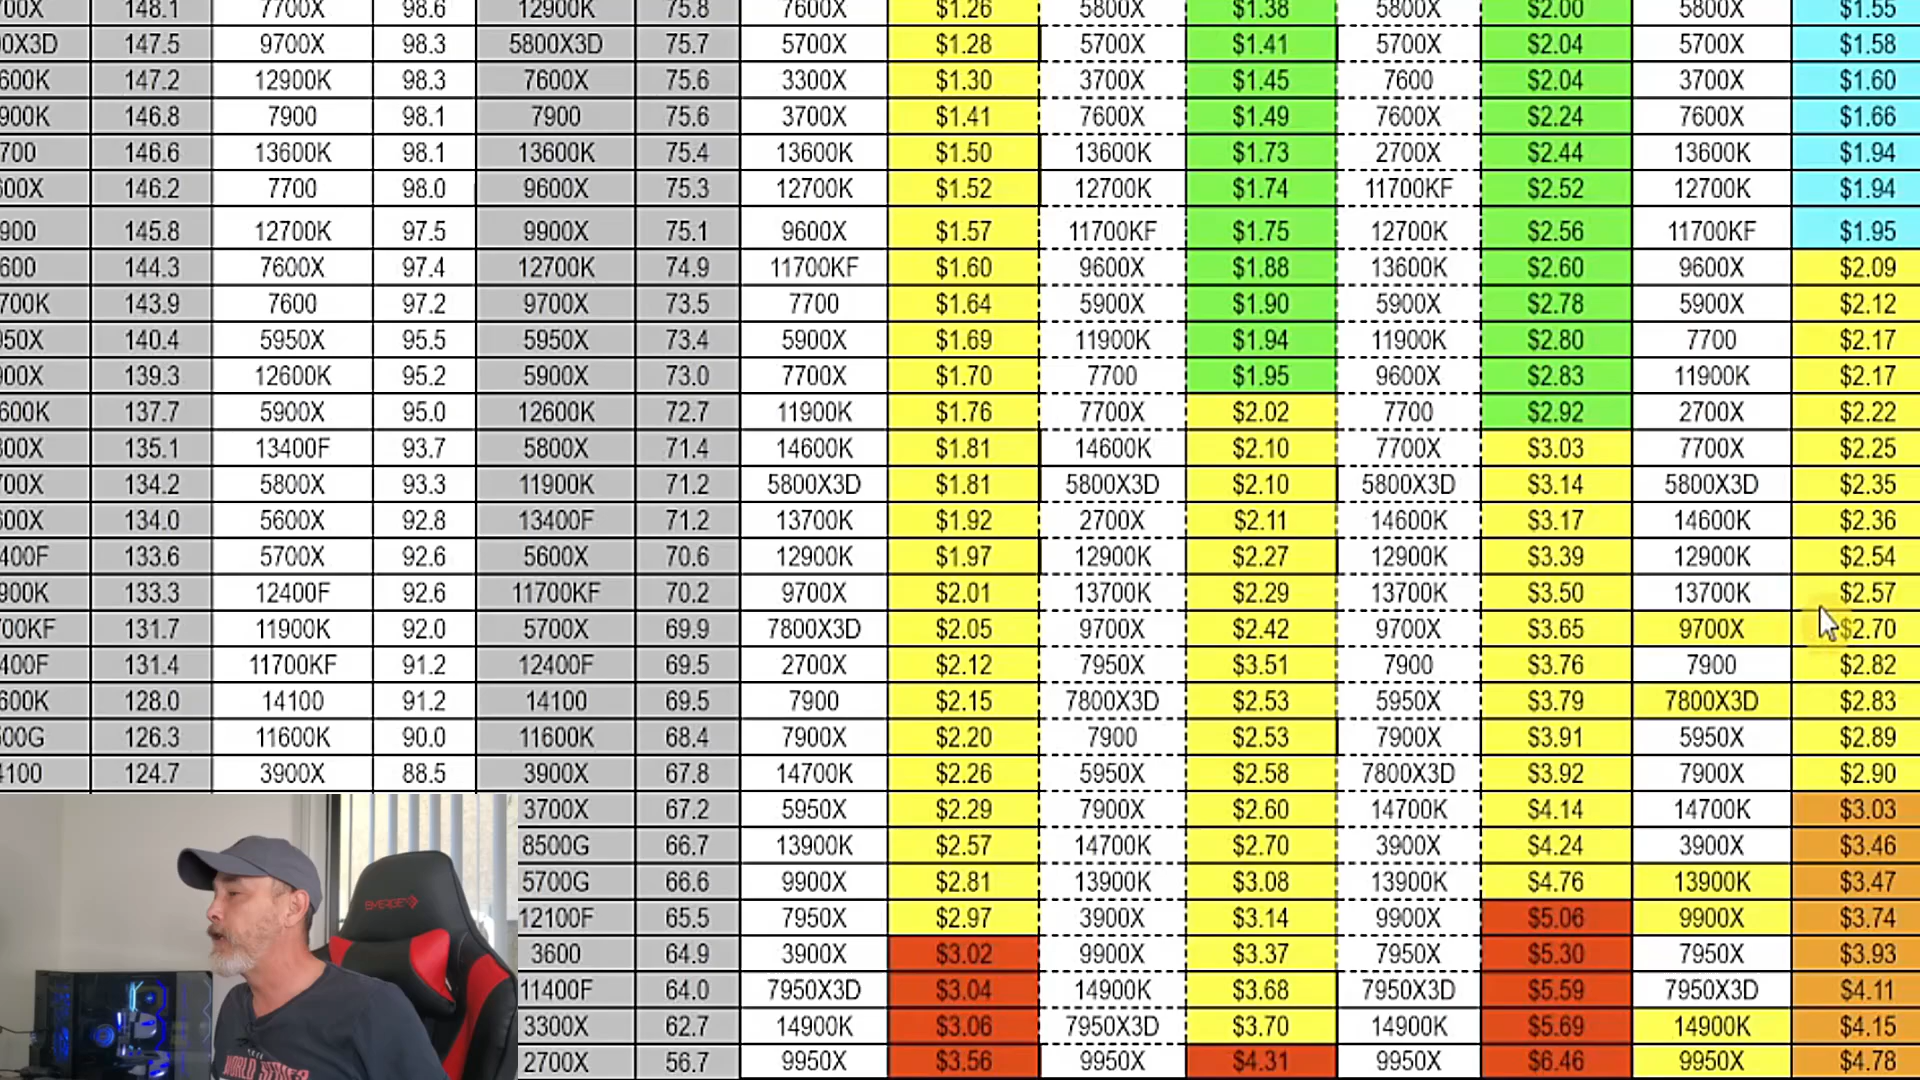 00X 148.1 7700X 98.6 12900K 75.8 7600X $1.26 5800X $1.38 5800X $2.00 5800X $1.55
0X3D 147.5 9700X 98.3 5800X3D 75.7 5700X $1.28 5700X $1.41 5700X $2.04 5700X $1.58
600K 147.2 12900K 98.3 7600X 75.6 3300X $1.30 3700X $1.45 7600 $2.04 3700X $1.60
900K 146.8 7900 98.1 7900 75.6 3700X $1.41 7600X $1.49 7600X $2.24 7600X $1.66
700 146.6 13600K 98.1 13600K 75.4 13600K $1.50 13600K $1.73 2700X $2.44 13600K $1.94
600X 146.2 7700 98.0 9600X 75.3 12700K $1.52 12700K $1.74 11700KF $2.52 12700K $1.94
900 145.8 12700K 97.5 9900X 75.1 9600X $1.57 11700KF $1.75 12700K $2.56 11700KF $1.95
600 144.3 7600X 97.4 12700K 74.9 11700KF $1.60 9600X $1.88 13600K $2.60 9600X $2.09
700K 143.9 7600 97.2 9700X 73.5 7700 $1.64 5900X $1.90 5900X $2.78 5900X $2.12
950X 140.4 5950X 95.5 5950X 73.4 5900X $1.69 11900K $1.94 11900K $2.80 7700 $2.17
900X 139.3 12600K 95.2 5900X 73.0 7700X $1.70 7700 $1.95 9600X $2.83 11900K $2.17
600K 137.7 5900X 95.0 12600K 72.7 11900K $1.76 7700X $2.02 7700 $2.92 2700X $2.22
800X 135.1 13400F 93.7 5800X 71.4 14600K $1.81 14600K $2.10 7700X $3.03 7700X $2.25
700X 134.2 5800X 93.3 11900K 71.2 5800X3D $1.81 5800X3D $2.10 5800X3D $3.14 5800X3D $2.35
600X 134.0 5600X 92.8 13400F 71.2 13700K $1.92 2700X $2.11 14600K $3.17 14600K $2.36
400F 133.6 5700X 92.6 5600X 70.6 12900K $1.97 12900K $2.27 12900K $3.39 12900K $2.54
900K 133.3 12400F 92.6 11700KF 70.2 9700X $2.01 13700K $2.29 13700K $3.50 13700K $2.57
700KF 131.7 11900K 92.0 5700X 69.9 7800X3D $2.05 9700X $2.42 9700X $3.65 9700X $2.70
400F 131.4 11700KF 91.2 12400F 69.5 2700X $2.12 7950X $3.51 7900 $3.76 7900 $2.82
600K 128.0 14100 91.2 14100 69.5 7900 $2.15 7800X3D $2.53 5950X $3.79 7800X3D $2.83
500G 126.3 11600K 90.0 11600K 68.4 7900X $2.20 7900 $2.53 7900X $3.91 5950X $2.89
4100 124.7 3900X 88.5 3900X 67.8 14700K $2.26 5950X $2.58 7800X3D $3.92 7900X $2.90
3700X 67.2 5950X $2.29 7900X $2.60 14700K $4.14 14700K $3.03
8500G 66.7 13900K $2.57 14700K $2.70 3900X $4.24 3900X $3.46
5700G 66.6 9900X $2.81 13900K $3.08 13900K $4.76 13900K $3.47
12100F 65.5 7950X $2.97 3900X $3.14 9900X $5.06 9900X $3.74
3600 64.9 3900X $3.02 9900X $3.37 7950X $5.30 7950X $3.93
11400F 64.0 7950X3D $3.04 14900K $3.68 7950X3D $5.59 7950X3D $4.11
3300X 62.7 14900K $3.06 7950X3D $3.70 14900K $5.69 14900K $4.15
2700X 56.7 9950X $3.56 9950X $4.31 9950X $6.46 9950X $4.78
EMERGE
WORLD SERIES